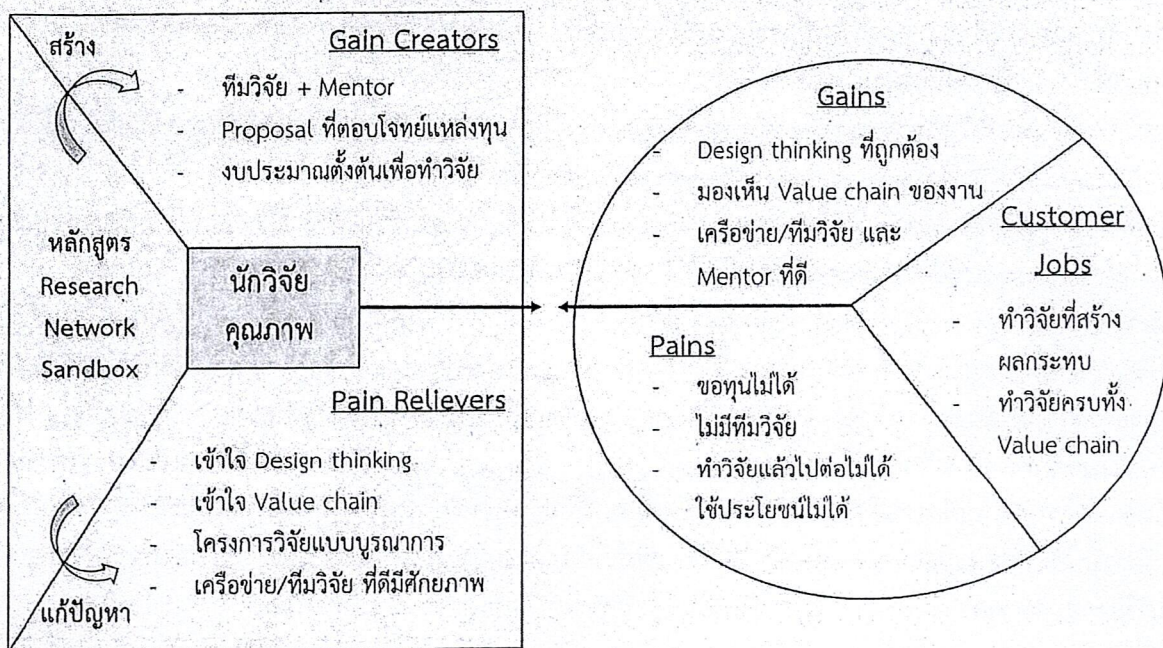 สร้าง
Gain Creators
- ทีมวิจัย + Mentor
- Proposal ที่ตอบโจทย์แหล่งทุน
- งบประมาณตั้งต้นเพื่อทำวิจัย
หลักสูตร
Research
Network
Sandbox
นักวิจัย
คุณภาพ
Pain Relievers
- เข้าใจ Design thinking
- เข้าใจ Value chain
- โครงการวิจัยแบบบูรณาการ
- เครือข่าย/ทีมวิจัย ที่ดีมีศักยภาพ
แก้ปัญหา
Gains
- Design thinking ที่ถูกต้อง
- มองเห็น Value chain ของงาน
- เครือข่าย/ทีมวิจัย และ
Mentor ที่ดี
Customer
Jobs
- ทำวิจัยที่สร้าง
ผลกระทบ
- ทำวิจัยครบทั้ง
Value chain
Pains
- ขอทุนไม่ได้
- ไม่มีทีมวิจัย
- ทำวิจัยแล้วไปต่อไม่ได้
ใช้ประโยชน์ไม่ได้